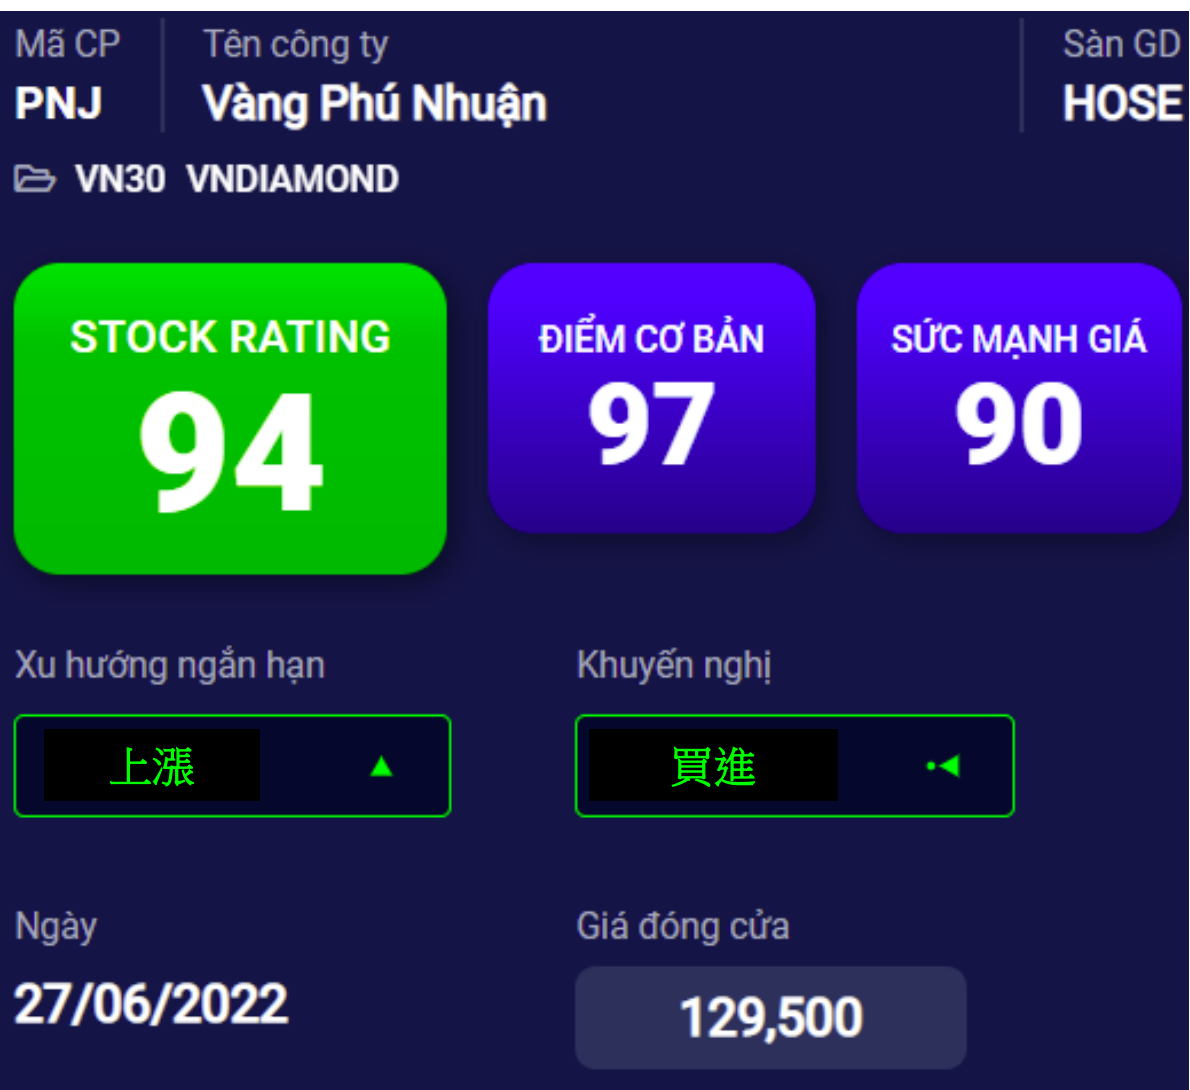 Mã CP Tên công ty Sàn GD
PNJ Vàng Phú Nhuận HOSE
VN30 VNDIAMOND
STOCK RATING ĐIỂM CƠ BẢN SỨC MẠNH GIÁ
94 97 90
Xu hướng ngắn hạn Khuyến nghị
上漲 買進
Ngày Giá đóng cửa
27/06/2022 129,500